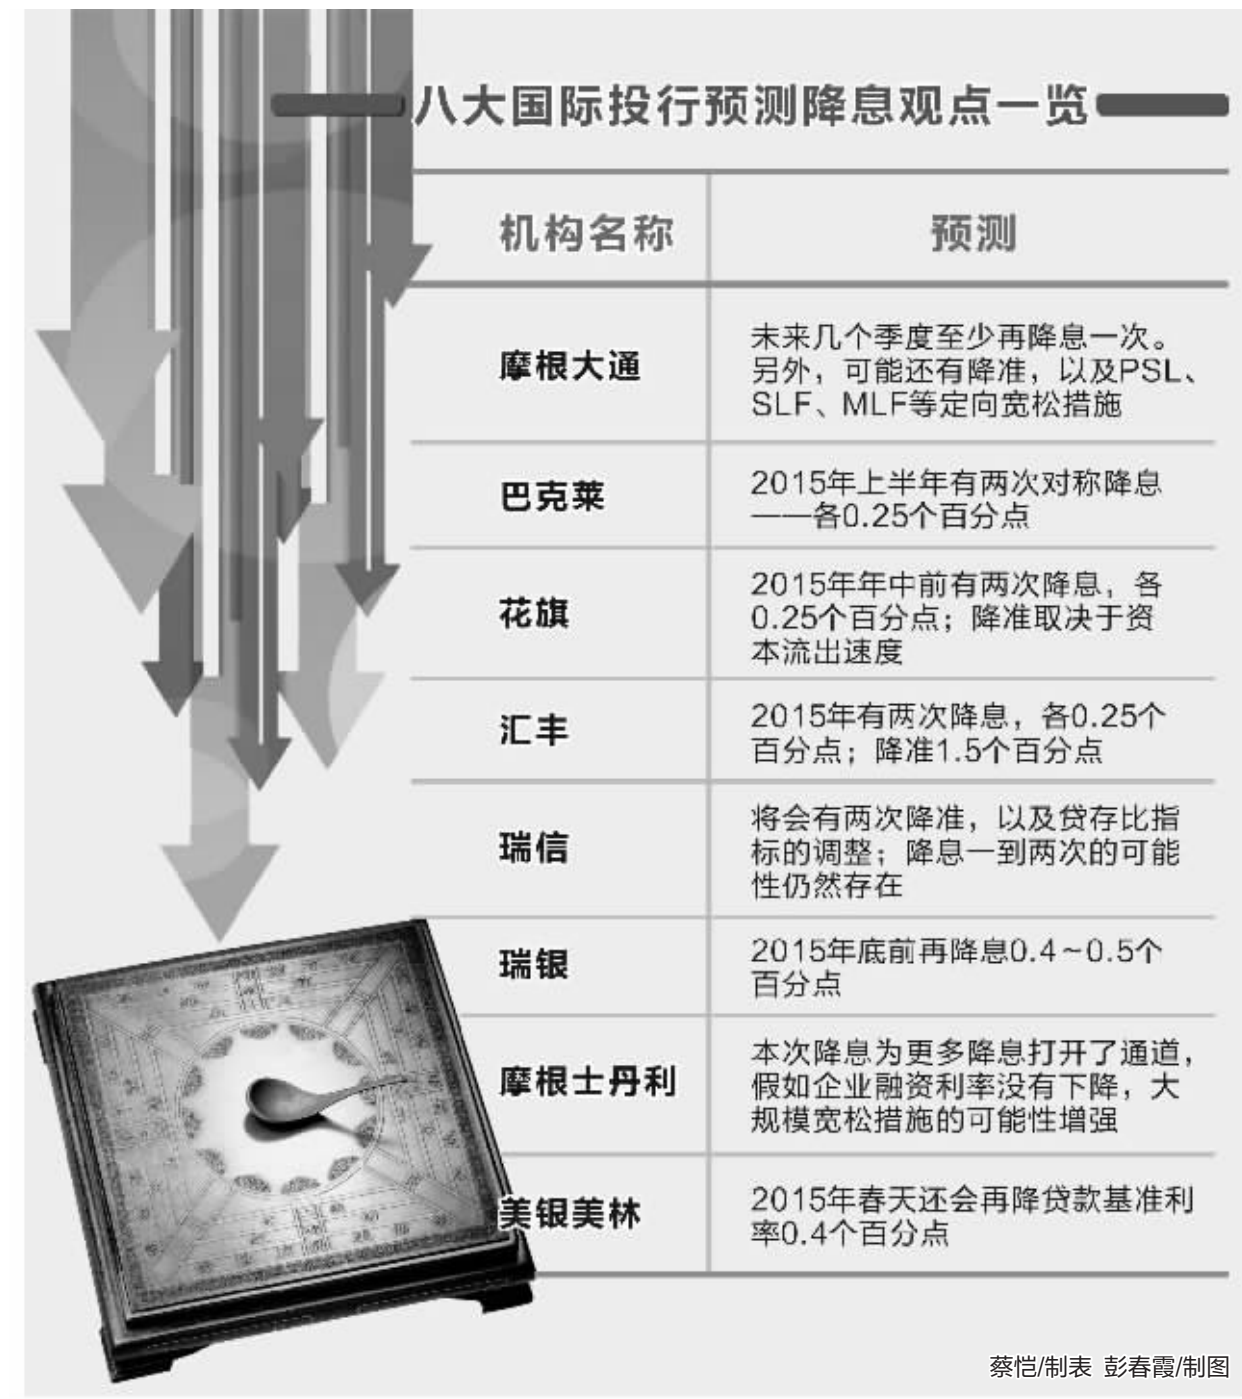 八大国际投行预测降息观点一览
机构名称 预测
摩根大通
未来几个季度至少再降息一次。
另外，可能还有降准，以及PSL、
SLF、MLF等定向宽松措施
巴克莱
2015年上半年有两次对称降息
——各0.25个百分点
花旗
2015年年中前有两次降息，各
0.25个百分点；降准取决于资
本流出速度
汇丰
2015年有两次降息，各0.25个
百分点；降准1.5个百分点
瑞信
将会有两次降准，以及贷存比指
标的调整；降息一到两次的可能
性仍然存在
瑞银
2015年底前再降息0.4~0.5个
百分点
摩根士丹利
本次降息为更多降息打开了通道，
假如企业融资利率没有下降，大
规模宽松措施的可能性增强
美银美林
2015年春天还会再降贷款基准利
率0.4个百分点
蔡恺/制表 彭春霞/制图